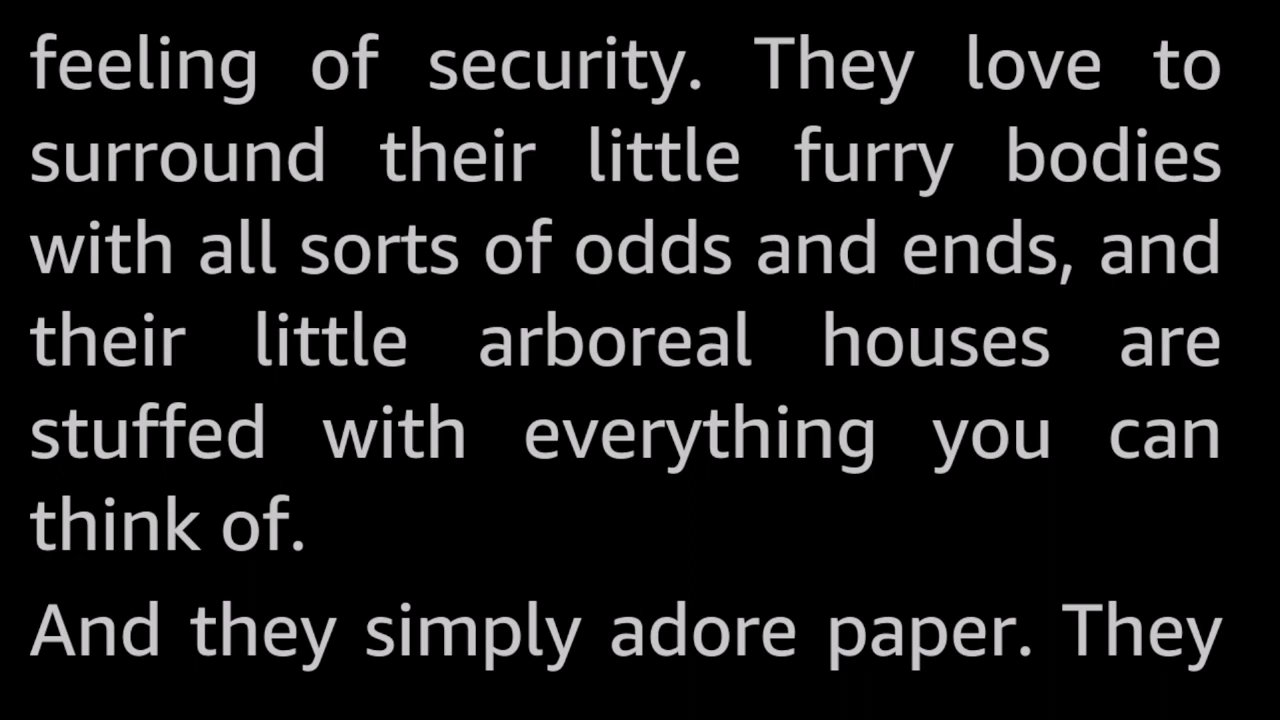 feeling of security. They love to
surround their little furry bodies
with all sorts of odds and ends, and
their little arboreal houses are
stuffed with everything you can
think of.
And they simply adore paper. They